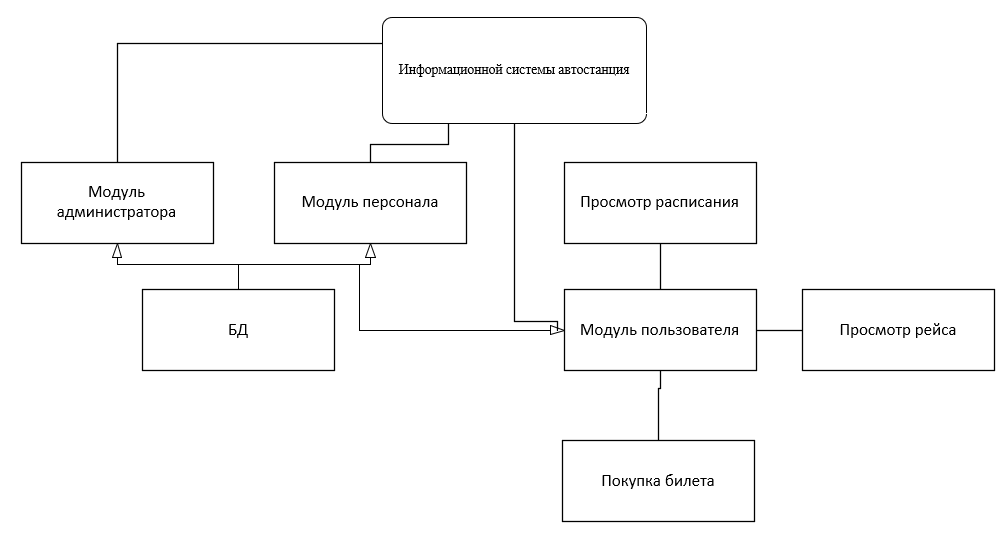 Информационной системы автостанция
Модуль
администратора
Модуль персонала
Просмотр расписания
БД
Модуль пользователя
Просмотр рейса
Покупка билета